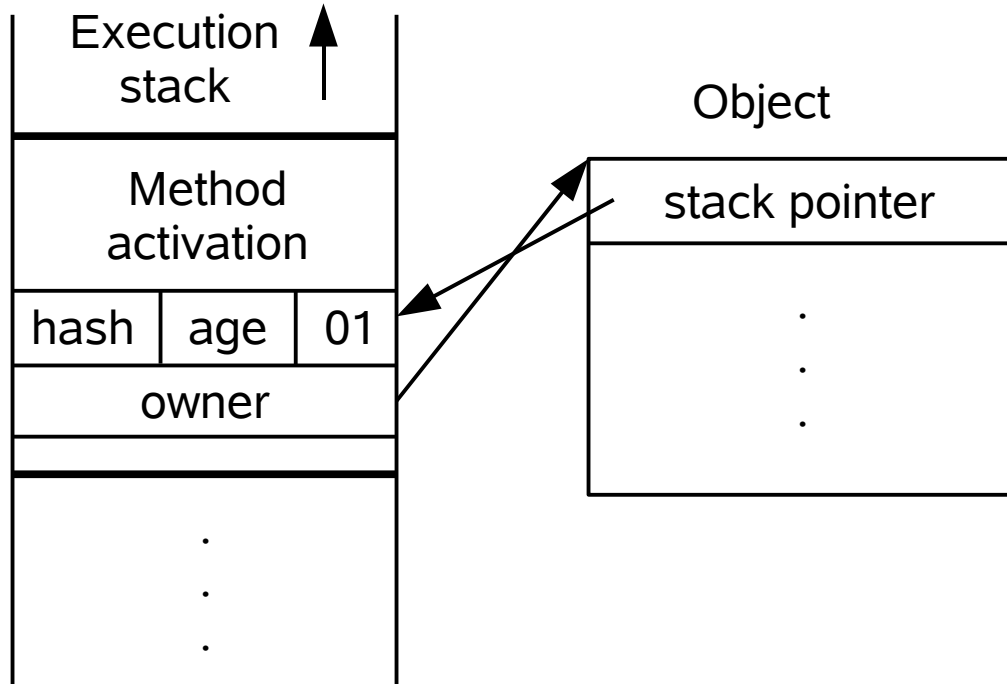 Execution
stack
Object
Method
activation
stack pointer
hash age 01
owner
.
.
.
.
.
.